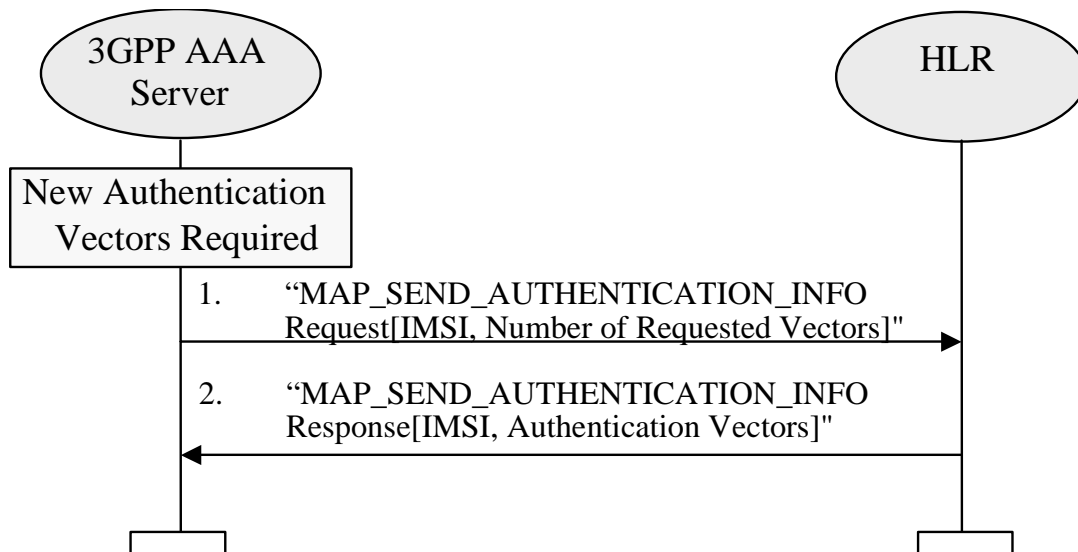 3GPP AAA
Server
HLR
New Authentication
Vectors Required
1. “MAP_SEND_AUTHENTICATION_INFO
Request[IMSI, Number of Requested Vectors]"
2. “MAP_SEND_AUTHENTICATION_INFO
Response[IMSI, Authentication Vectors]"